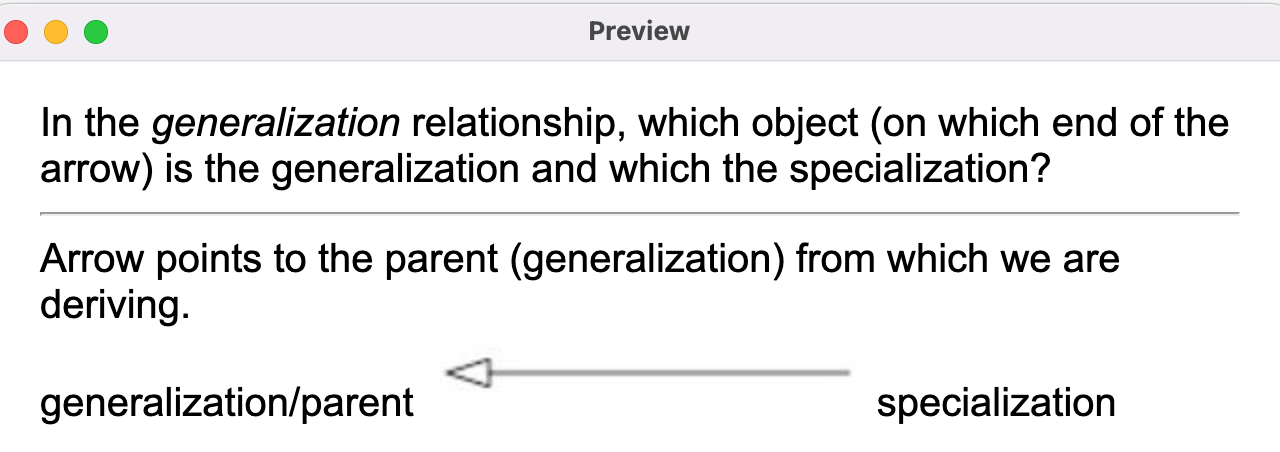 Preview
In the generalization relationship, which object (on which end of the
arrow) is the generalization and which the specialization?
Arrow points to the parent (generalization) from which we are
deriving.
generalization/parent specialization